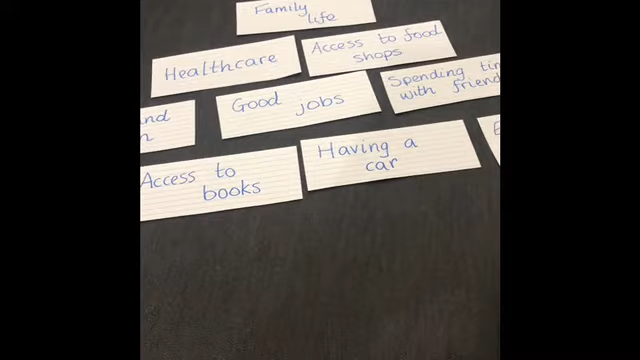 Family
life
Healthcare
Access to food
shops
Good jobs
Spending
with
Access to
books
Having a
car